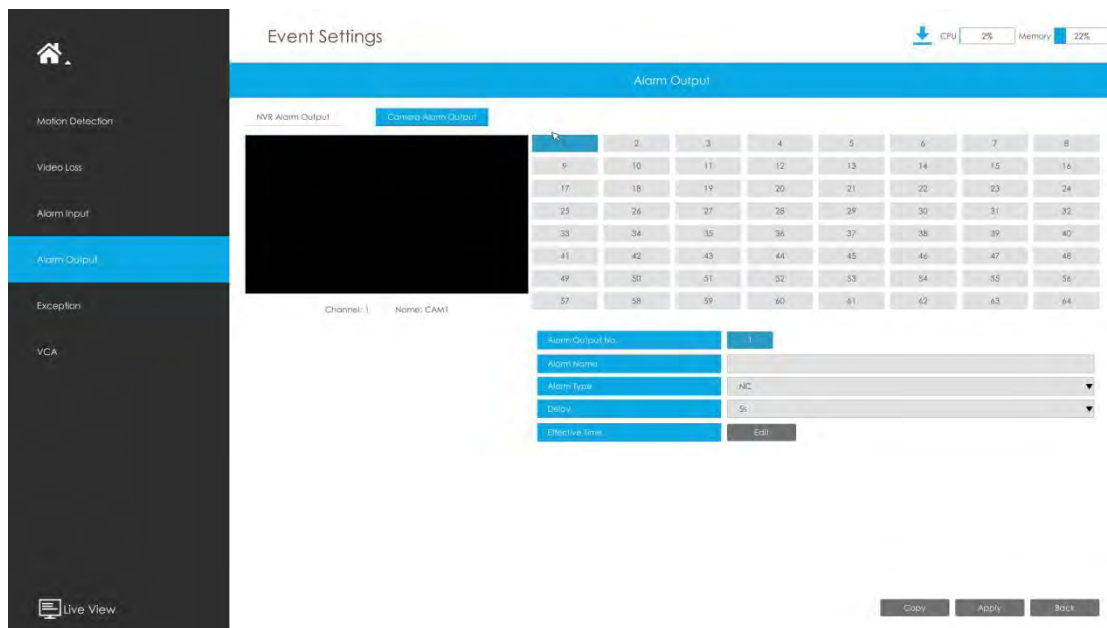 Event Settings
CPU 2% Memory 22%
Alarm Output
Motion Detection
Video Loss
Alarm Input
Alarm Output
Exception
VCA
Live View
NVR Alarm Output Camera Alarm Output
Channel: 1 Name: CAM1
1 2 3 4 5 6 7 8
9 10 11 12 13 14 15 16
17 18 19 20 21 22 23 24
25 26 27 28 29 30 31 32
33 34 35 36 37 38 39 40
41 42 43 44 45 46 47 48
49 50 51 52 53 54 55 56
57 58 59 60 61 62 63 64
Alarm Output No. 1
Alarm Name
Alarm Type NC
Delay 5s
Effective Time Edit
Copy Apply Back